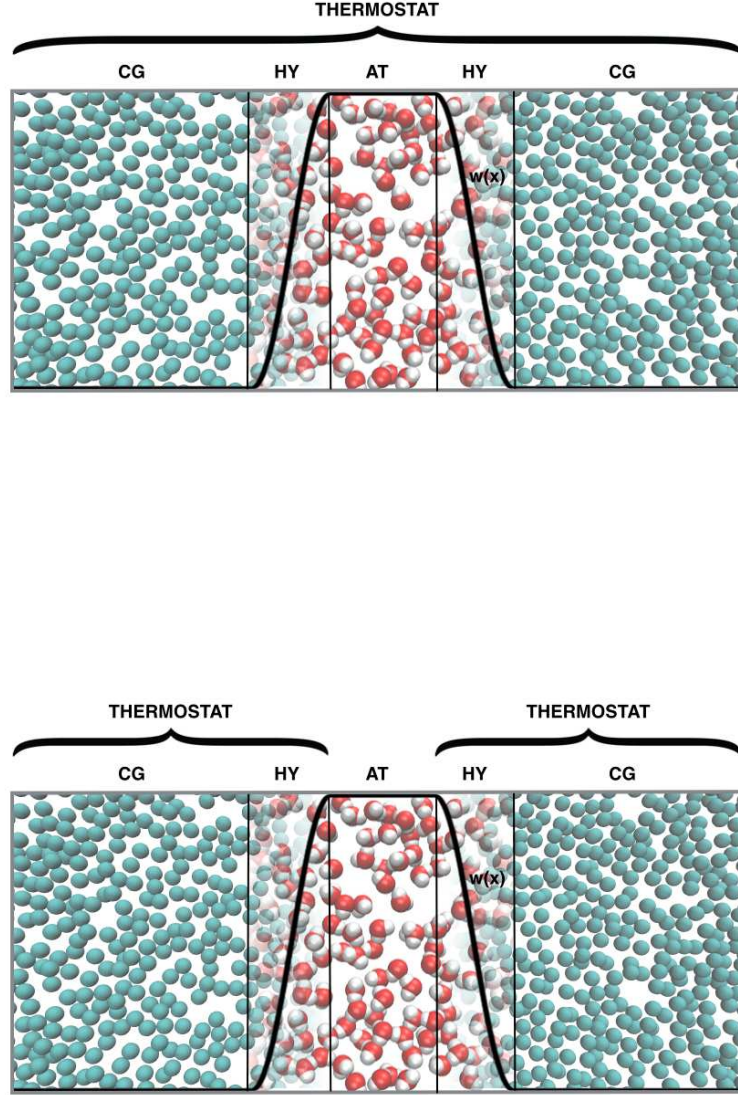 THERMOSTAT
CG HY AT HY CG
w(x)
THERMOSTAT THERMOSTAT
CG HY AT HY CG
w(x)